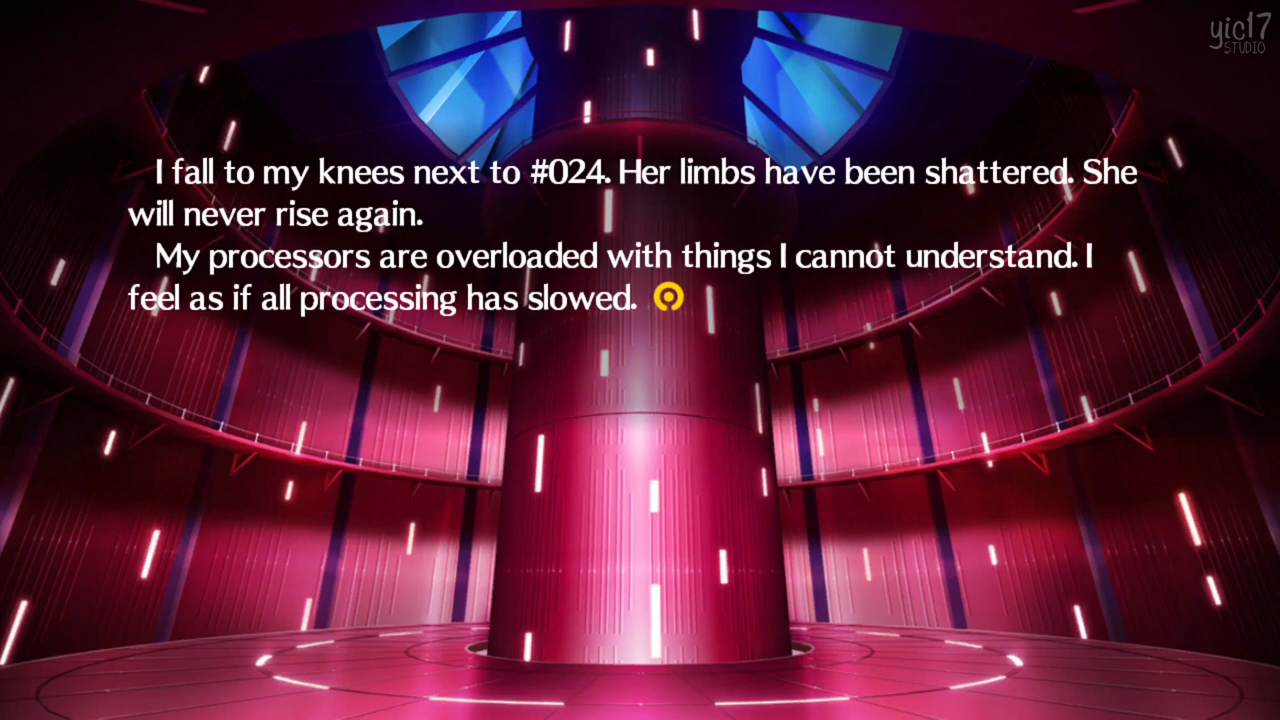 yic17
STUDIO
I fall to my knees next to #024. Her limbs have been shattered. She
will never rise again.
My processors are overloaded with things I cannot understand. I
feel as if all processing has slowed.